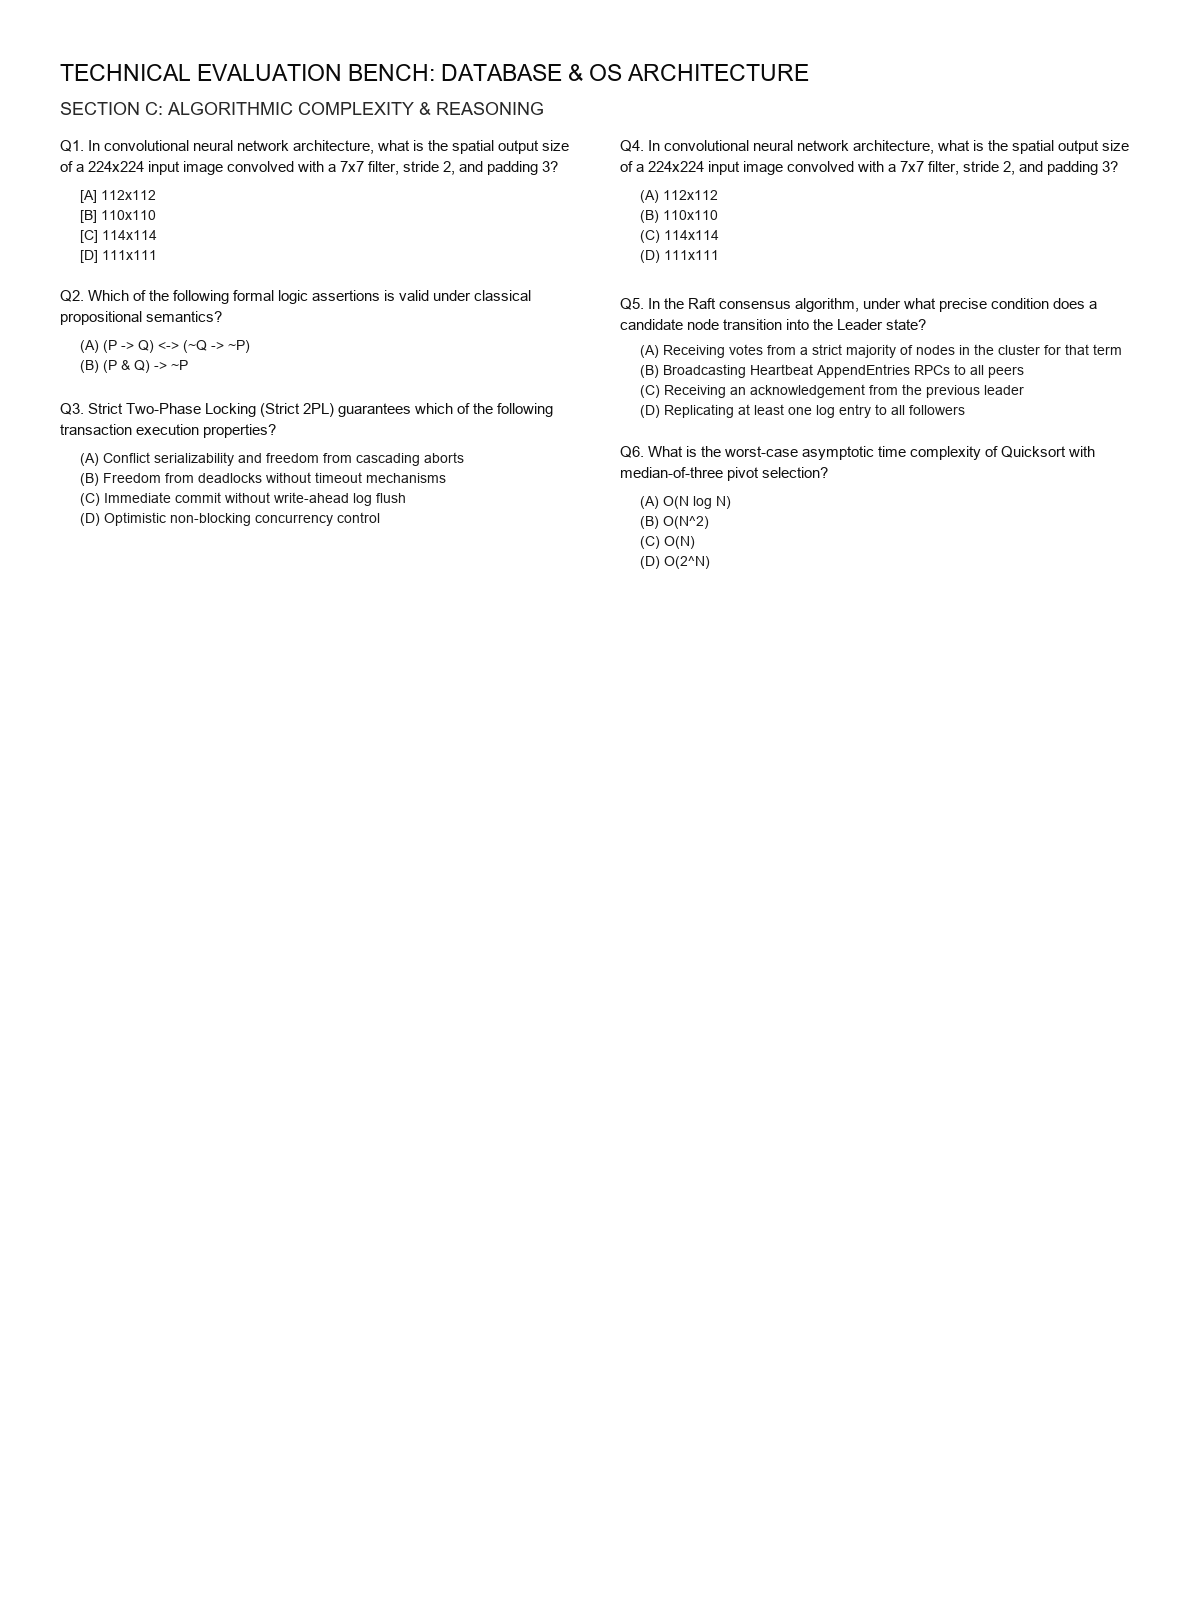 TECHNICAL EVALUATION BENCH: DATABASE & OS ARCHITECTURE
SECTION C: ALGORITHMIC COMPLEXITY & REASONING
Q1. In convolutional neural network architecture, what is the spatial output size
of a 224x224 input image convolved with a 7x7 filter, stride 2, and padding 3?
[A] 112x112
[B] 110x110
[C] 114x114
[D] 111x111
Q2. Which of the following formal logic assertions is valid under classical
propositional semantics?
(A) (P -> Q) <-> (~Q -> ~P)
(B) (P & Q) -> ~P
Q3. Strict Two-Phase Locking (Strict 2PL) guarantees which of the following
transaction execution properties?
(A) Conflict serializability and freedom from cascading aborts
(B) Freedom from deadlocks without timeout mechanisms
(C) Immediate commit without write-ahead log flush
(D) Optimistic non-blocking concurrency control
Q4. In convolutional neural network architecture, what is the spatial output size
of a 224x224 input image convolved with a 7x7 filter, stride 2, and padding 3?
(A) 112x112
(B) 110x110
(C) 114x114
(D) 111x111
Q5. In the Raft consensus algorithm, under what precise condition does a
candidate node transition into the Leader state?
(A) Receiving votes from a strict majority of nodes in the cluster for that term
(B) Broadcasting Heartbeat AppendEntries RPCs to all peers
(C) Receiving an acknowledgement from the previous leader
(D) Replicating at least one log entry to all followers
Q6. What is the worst-case asymptotic time complexity of Quicksort with
median-of-three pivot selection?
(A) O(N log N)
(B) O(N^2)
(C) O(N)
(D) O(2^N)